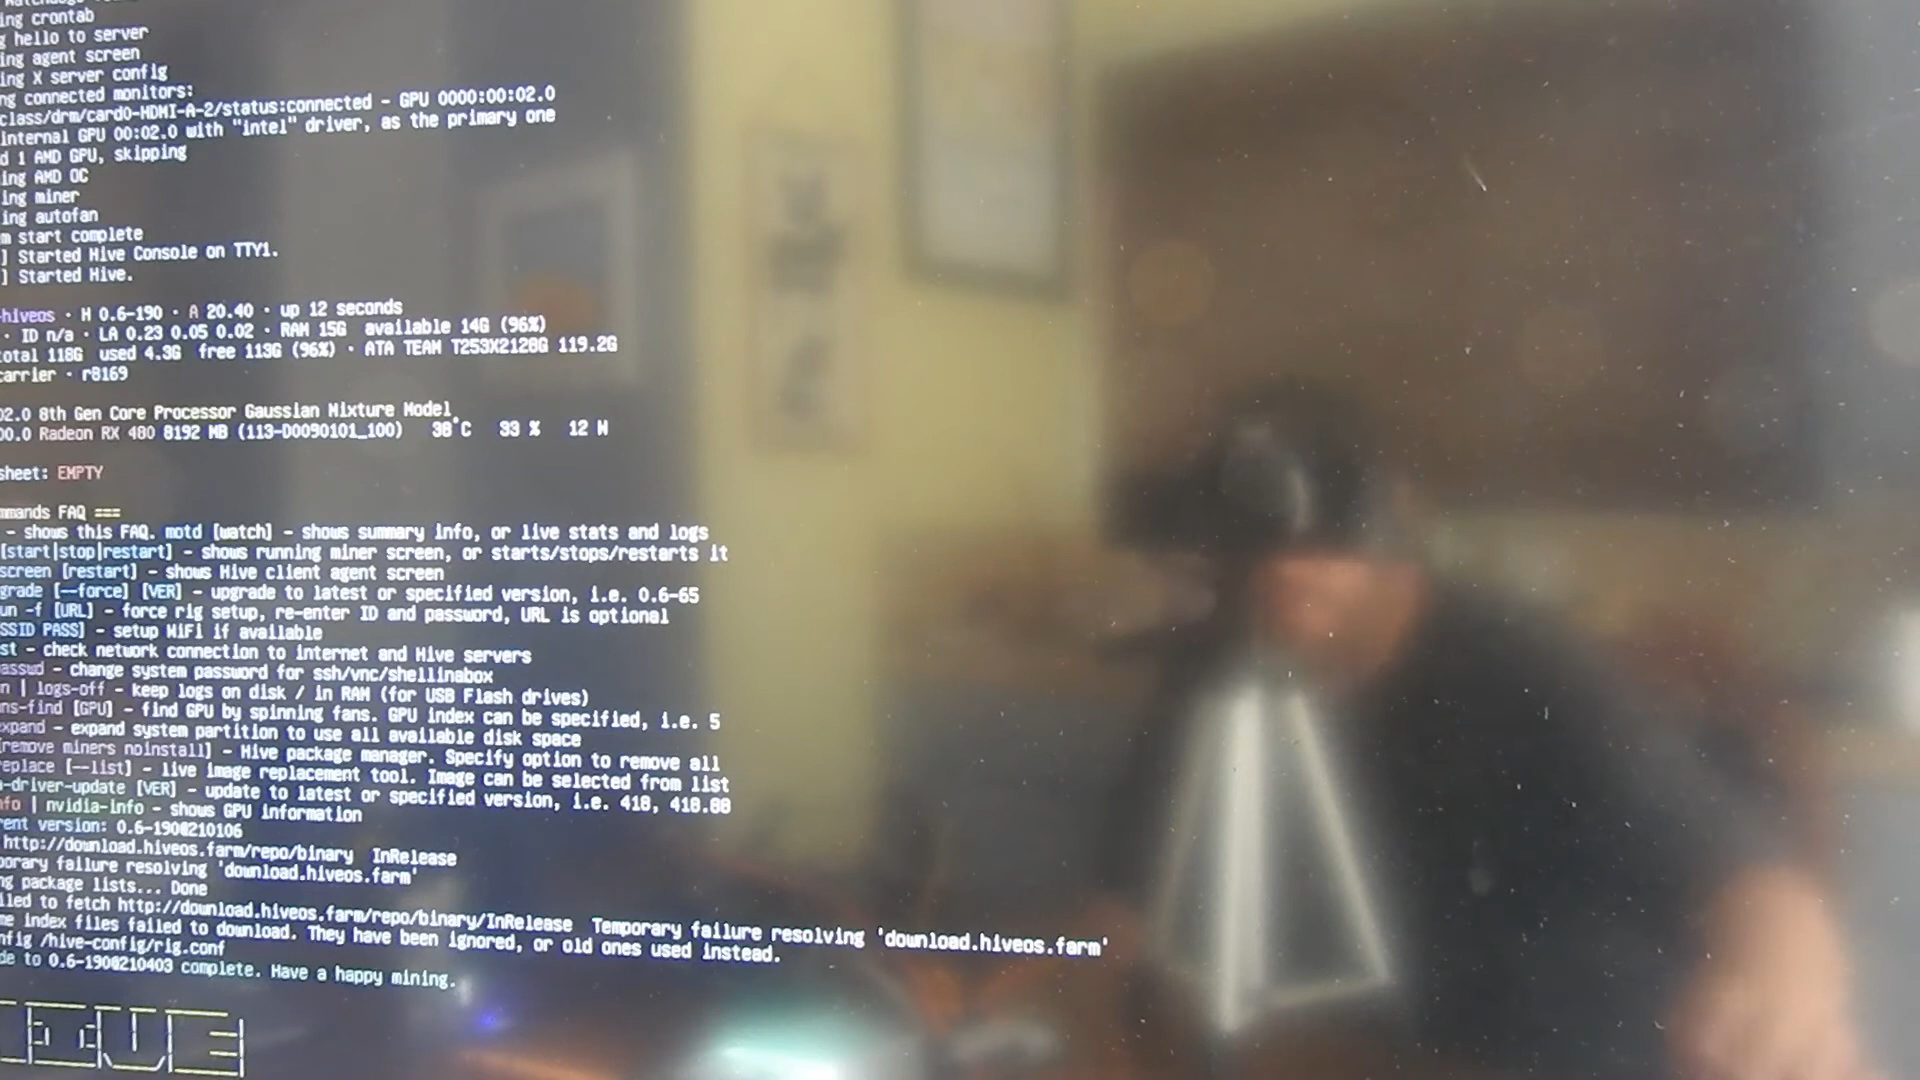 ing crontab
g hello to server
ing agent screen
ing X server config
ng connected monitors:
class/drm/card0-HDMI-A-2/status:connected - GPU 0000:00:02.0
internal GPU 00:02.0 with "intel" driver, as the primary one
d 1 AMD GPU, skipping
ing AMD OC
ing miner
ing autofan
m start complete
] Started Hive Console on TTY1.
] Started Hive.
hiveos · H 0.6-190 · A 20.40 · up 12 seconds
· ID n/a · LA 0.23 0.05 0.02 · RAM 15G available 14G (96%)
otal 118G used 4.3G free 113G (96%) · ATA TEAM T253X2128G 119.2G
carrier · r8169
02.0 8th Gen Core Processor Gaussian Mixture Model
00.0 Radeon RX 480 8192 MB (113-D0090101_100) 38°C 33 % 12 W
sheet: EMPTY
mmands FAQ ===
- shows this FAQ. motd [watch] - shows summary info, or live stats and logs
[start|stop|restart] - shows running miner screen, or starts/stops/restarts it
screen [restart] - shows Hive client agent screen
grade [--force] [VER] - upgrade to latest or specified version, i.e. 0.6-65
un -f [URL] - force rig setup, re-enter ID and password, URL is optional
SSID PASS] - setup WiFi if available
st - check network connection to internet and Hive servers
asswd - change system password for ssh/vnc/shellinabox
n | logs-off - keep logs on disk / in RAM (for USB Flash drives)
ns-find [GPU] - find GPU by spinning fans. GPU index can be specified, i.e. 5
expand - expand system partition to use all available disk space
[remove miners noinstall] - Hive package manager. Specify option to remove all
eplace [--list] - live image replacement tool. Image can be selected from list
a-driver-update [VER] - update to latest or specified version, i.e. 418, 418.88
nfo | nvidia-info - shows GPU information
rent version: 0.6-190@210106
http://download.hiveos.farm/repo/binary InRelease
porary failure resolving 'download.hiveos.farm'
ng package lists... Done
iled to fetch http://download.hiveos.farm/repo/binary/InRelease Temporary failure resolving 'download.hiveos.farm'
me index files failed to download. They have been ignored, or old ones used instead.
nfig /hive-config/rig.conf
de to 0.6-190@210403 complete. Have a happy mining.